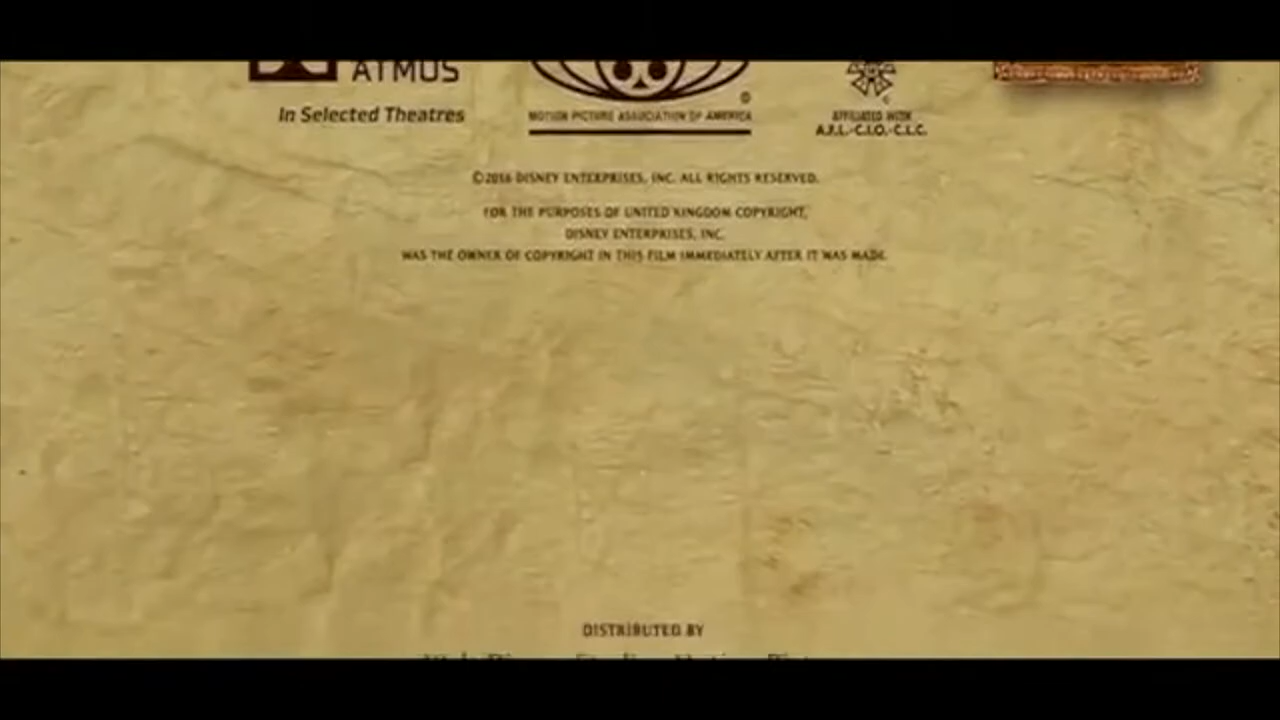 ATMOS
In Selected Theatres
MOTION PICTURE ASSOCIATION OF AMERICA
®
AFFILIATED WITH
A.F.L.-C.I.O.-C.L.C.
©2016 DISNEY ENTERPRISES, INC. ALL RIGHTS RESERVED.
FOR THE PURPOSES OF UNITED KINGDOM COPYRIGHT,
DISNEY ENTERPRISES, INC.
WAS THE OWNER OF COPYRIGHT IN THIS FILM IMMEDIATELY AFTER IT WAS MADE.
DISTRIBUTED BY